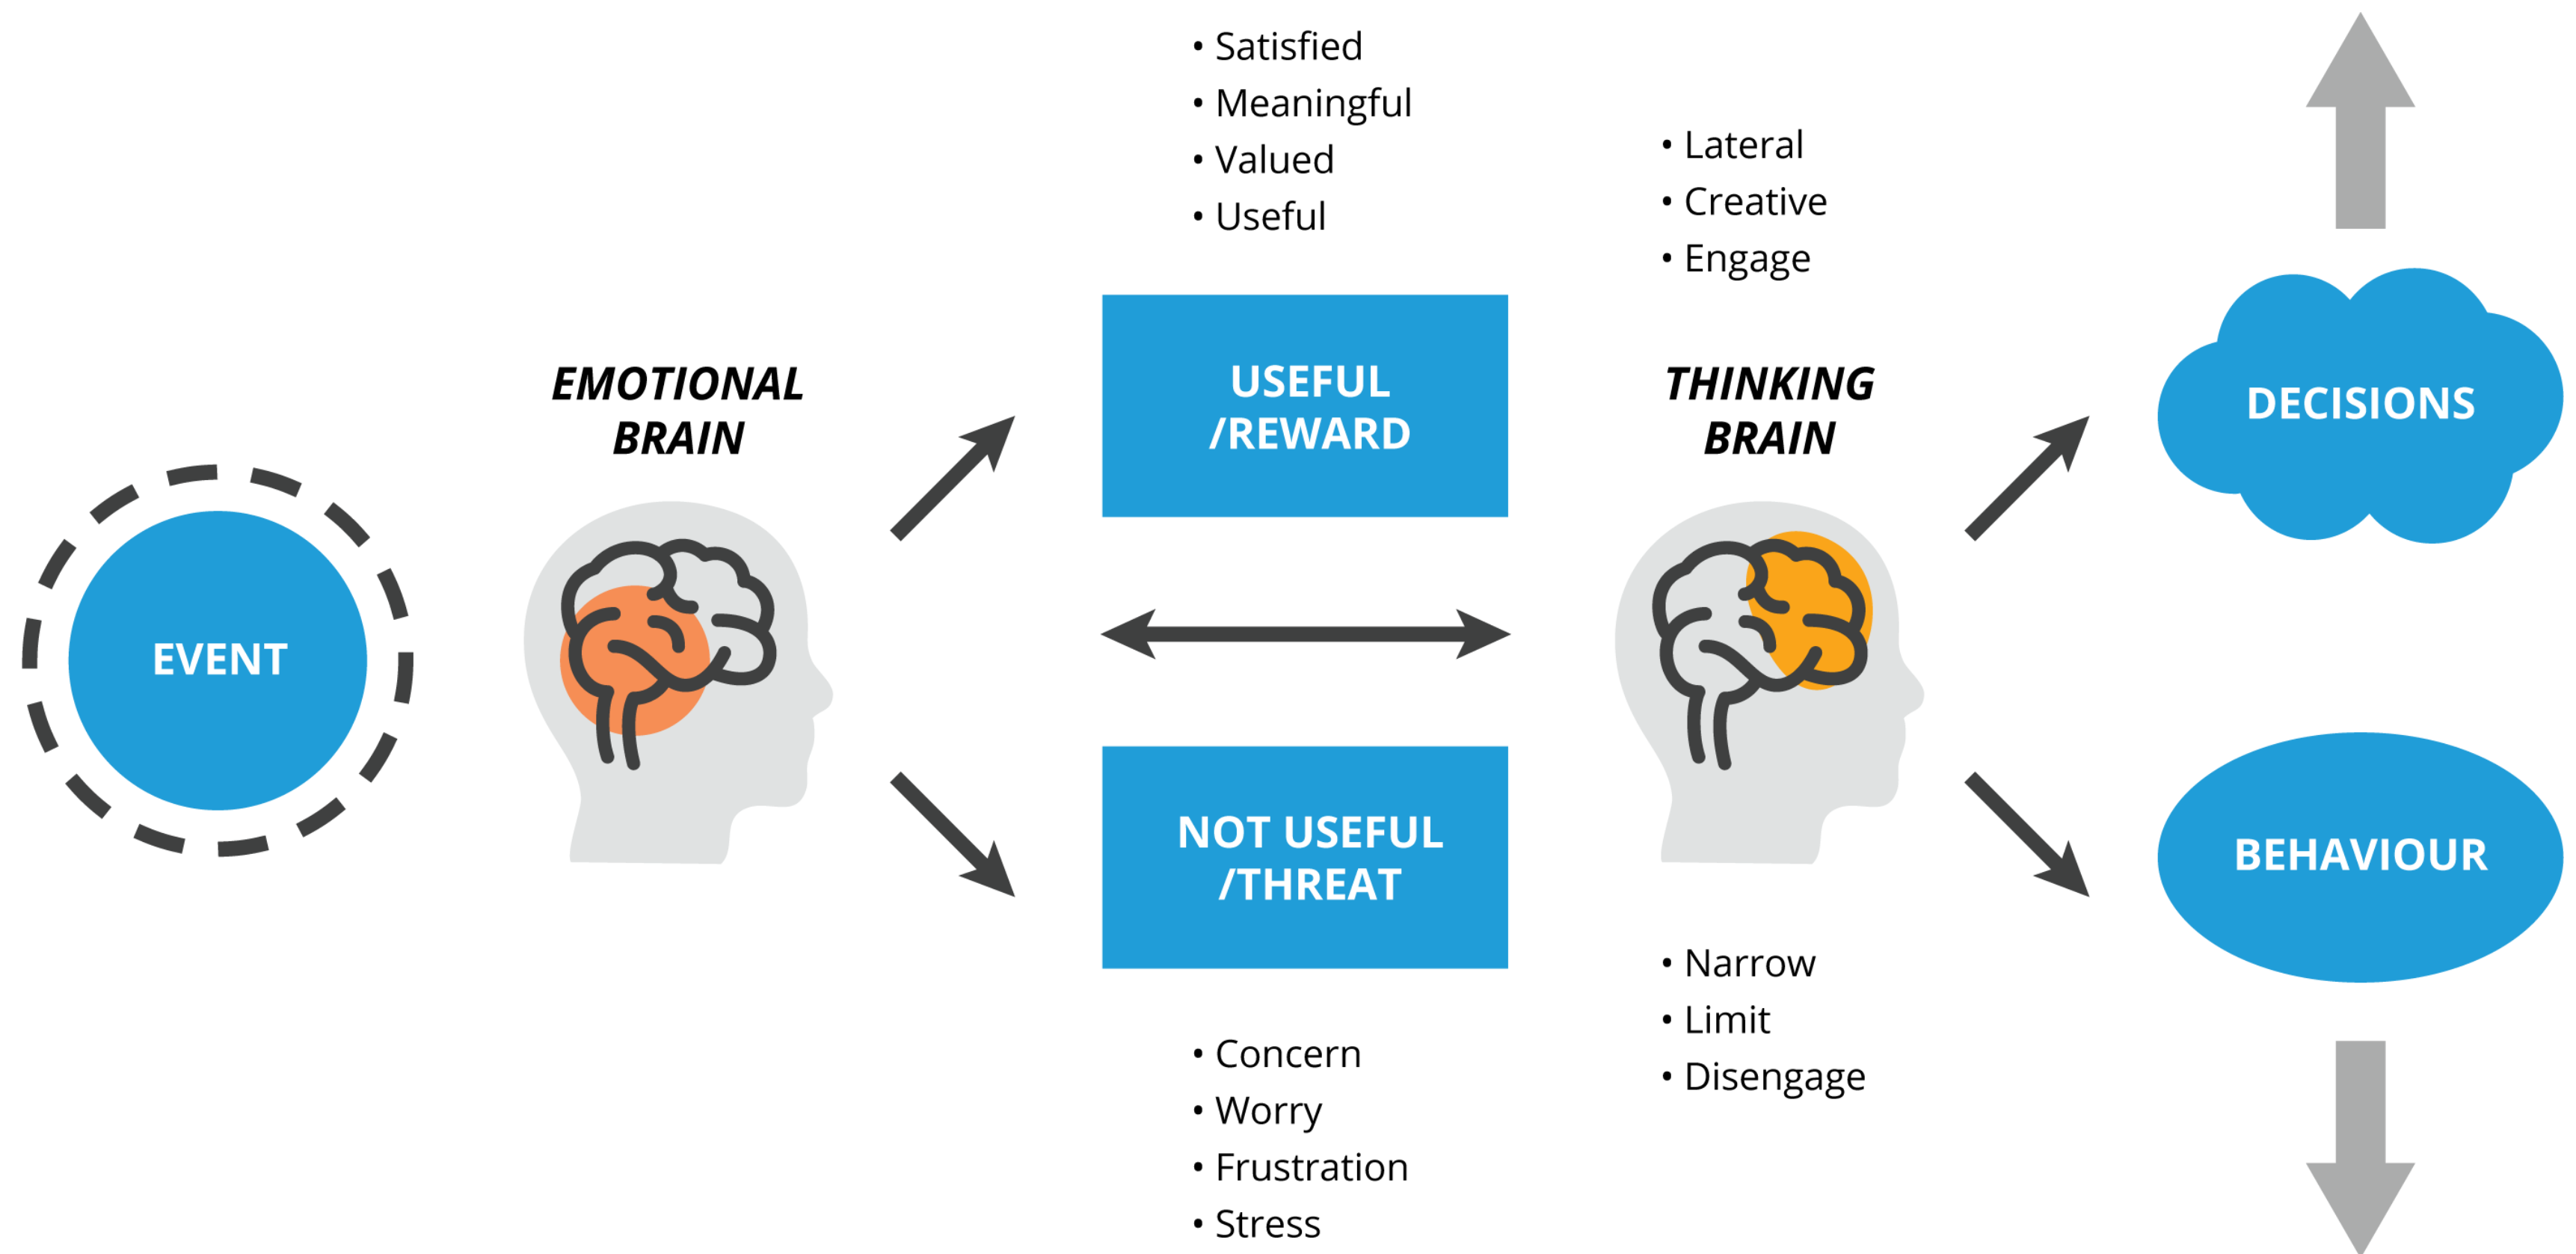 EVENT
EMOTIONAL
BRAIN
• Satisfied
• Meaningful
• Valued
• Useful
USEFUL
/REWARD
NOT USEFUL
/THREAT
• Concern
• Worry
• Frustration
• Stress
• Lateral
• Creative
• Engage
THINKING
BRAIN
• Narrow
• Limit
• Disengage
DECISIONS
BEHAVIOUR